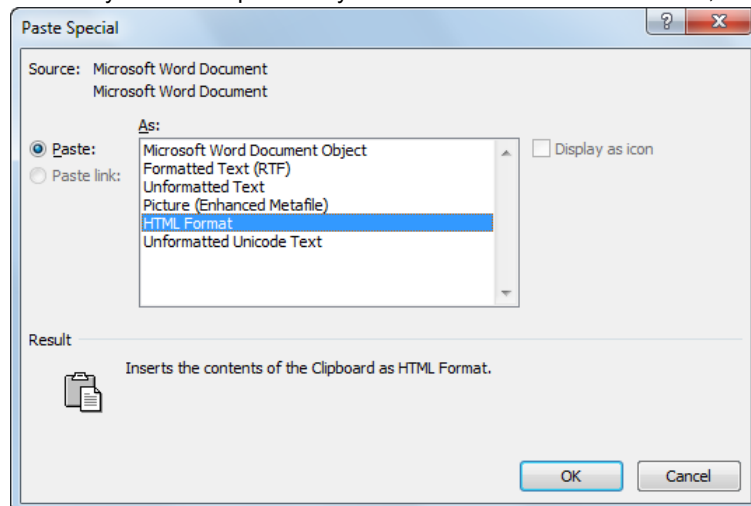 Paste Special
Source: Microsoft Word Document
Microsoft Word Document
As:
Paste:
Paste link:
Microsoft Word Document Object
Formatted Text (RTF)
Unformatted Text
Picture (Enhanced Metafile)
HTML Format
Unformatted Unicode Text
Display as icon
Result
Inserts the contents of the Clipboard as HTML Format.
OK Cancel